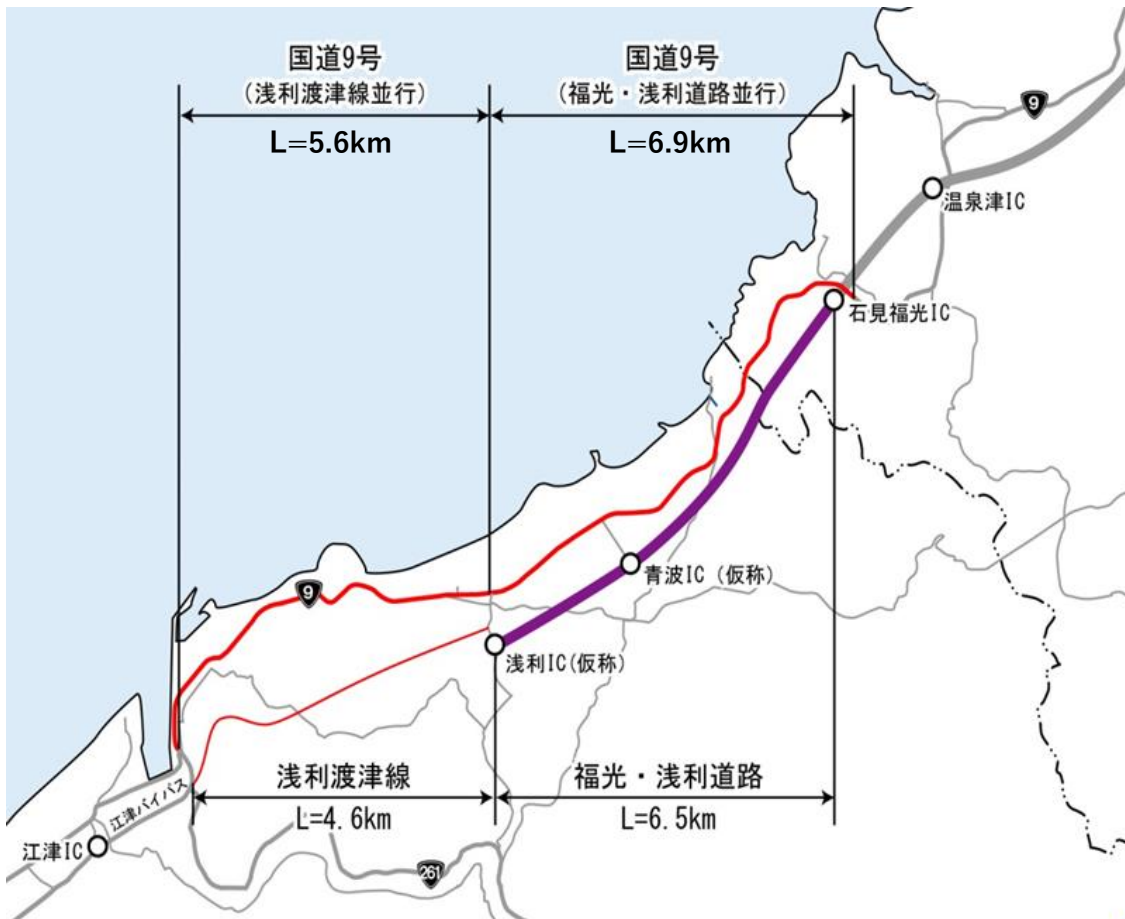 国道9号
(浅利渡津線並行)
L=5.6km
国道9号
(福光・浅利道路並行)
L=6.9km
9
温泉津IC
石見福光IC
青波IC (仮称)
9
浅利IC(仮称)
浅利渡津線
L=4.6km
福光・浅利道路
L=6.5km
江津バイパス
江津IC
261